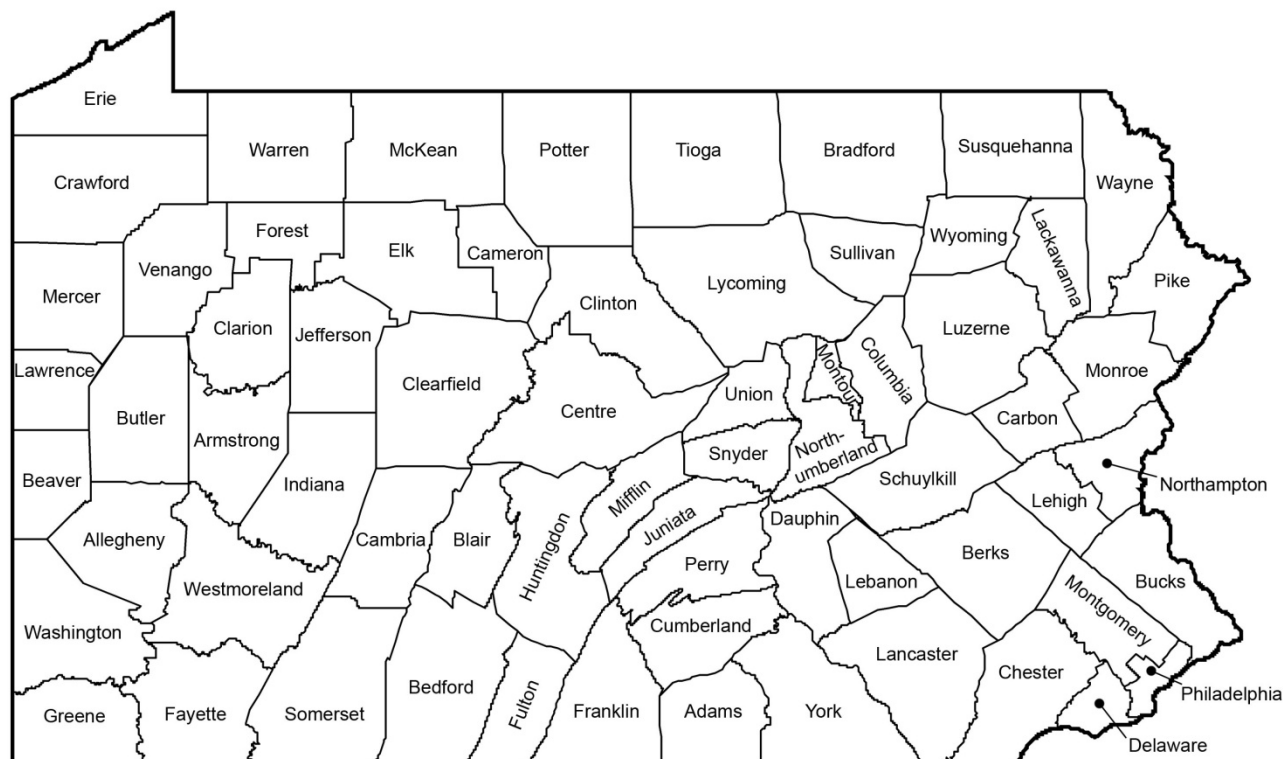 Erie
Warren
McKean
Potter
Tioga
Bradford
Susquehanna
Wayne
Crawford
Forest
Elk
Cameron
Sullivan
Wyoming
Lackawanna
Venango
Mercer
Lycoming
Pike
Clinton
Clarion
Jefferson
Luzerne
Lawrence
Clearfield
Centre
Union
Montour
Columbia
Monroe
Butler
Armstrong
Carbon
Snyder
North-
umberland
Beaver
Indiana
Mifflin
Schuylkill
Northampton
Lehigh
Allegheny
Cambria
Blair
Huntingdon
Juniata
Dauphin
Berks
Westmoreland
Perry
Lebanon
Bucks
Washington
Cumberland
Montgomery
Lancaster
Chester
Greene
Fayette
Somerset
Bedford
Fulton
Franklin
Adams
York
Philadelphia
Delaware